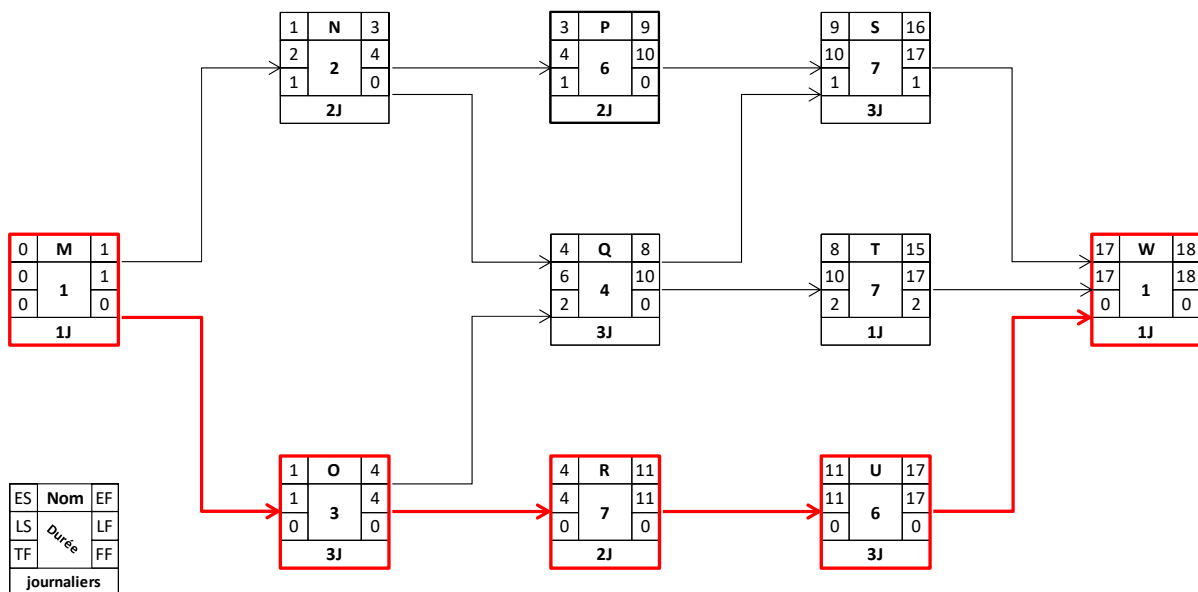 1 N 3
2 2 4
1 0
2J
3 P 9
4 6 10
1 0
2J
9 S 16
10 7 17
1 1
3J
0 M 1
0 1 1
0 0
1J
4 Q 8
6 4 10
2 0
3J
8 T 15
10 7 17
2 2
1J
17 W 18
17 1 18
0 0
1J
1 O 4
1 3 4
0 0
3J
4 R 11
4 7 11
0 0
2J
11 U 17
11 6 17
0 0
3J
ES Nom EF
LS Durée LF
TF FF
journaliers